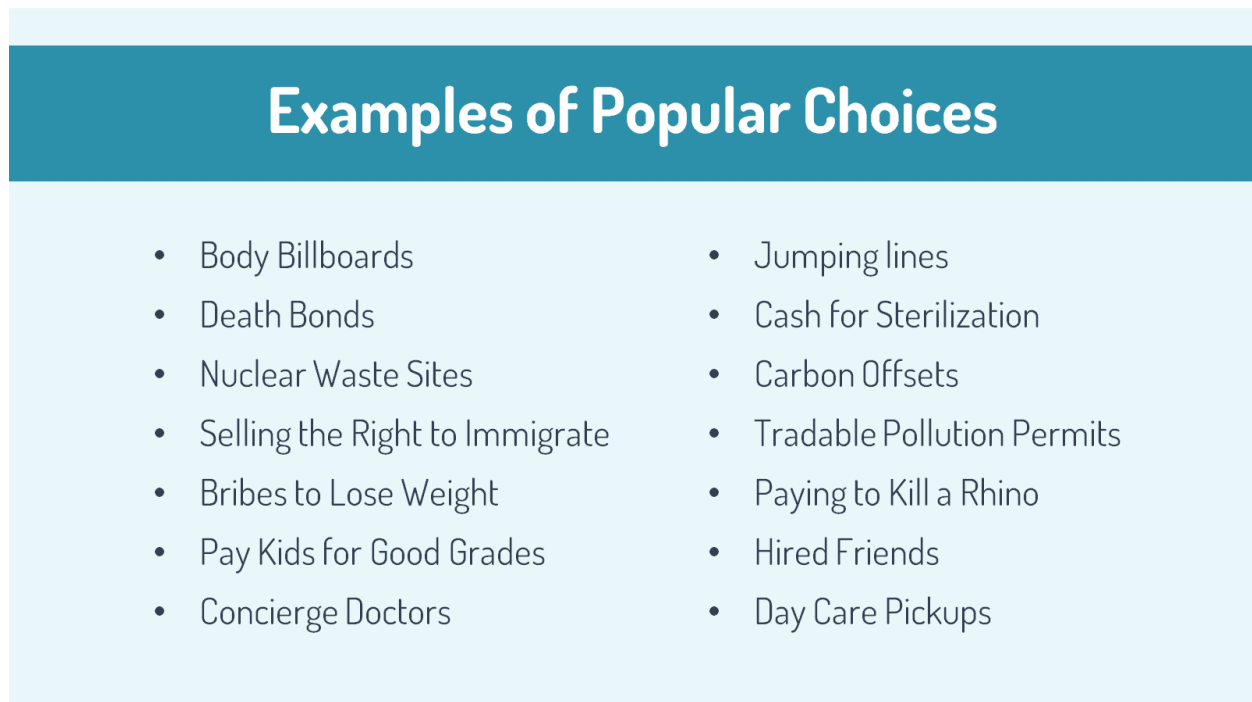 Examples of Popular Choices
• Body Billboards
• Death Bonds
• Nuclear Waste Sites
• Selling the Right to Immigrate
• Bribes to Lose Weight
• Pay Kids for Good Grades
• Concierge Doctors
• Jumping lines
• Cash for Sterilization
• Carbon Offsets
• Tradable Pollution Permits
• Paying to Kill a Rhino
• Hired Friends
• Day Care Pickups